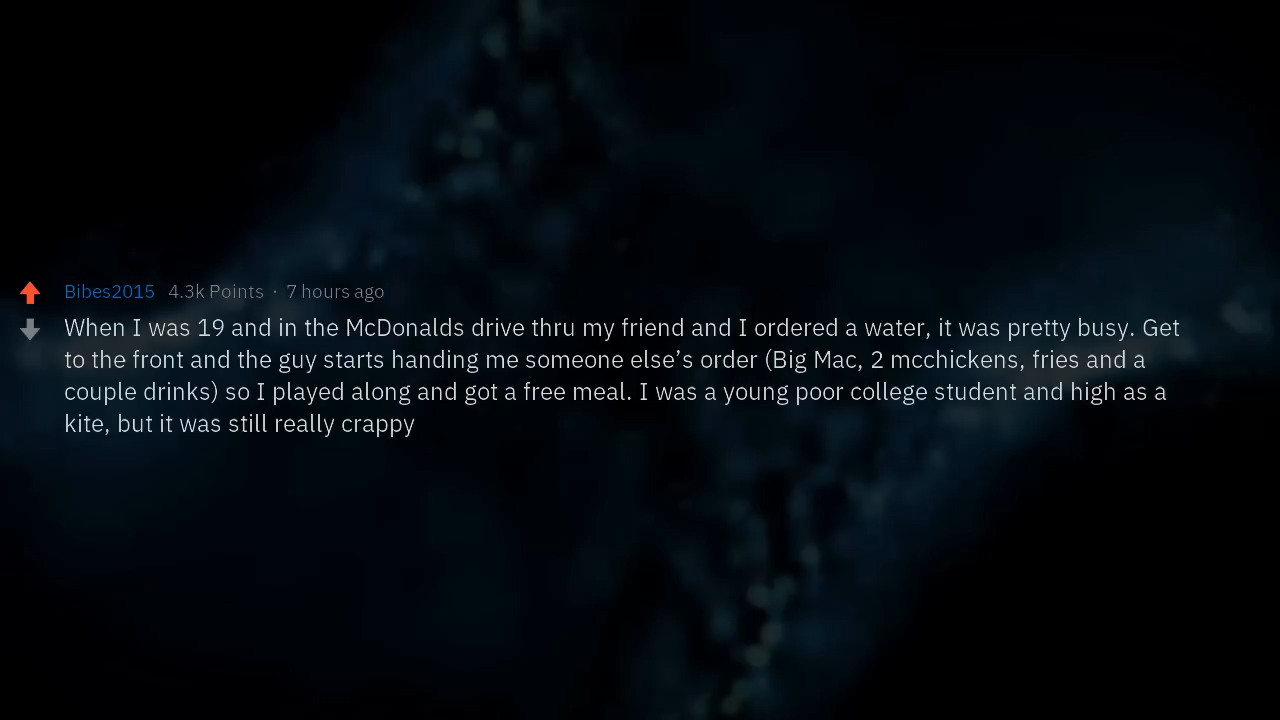 Bibes2015 4.3k Points · 7 hours ago
When I was 19 and in the McDonalds drive thru my friend and I ordered a water, it was pretty busy. Get
to the front and the guy starts handing me someone else’s order (Big Mac, 2 mcchickens, fries and a
couple drinks) so I played along and got a free meal. I was a young poor college student and high as a
kite, but it was still really crappy